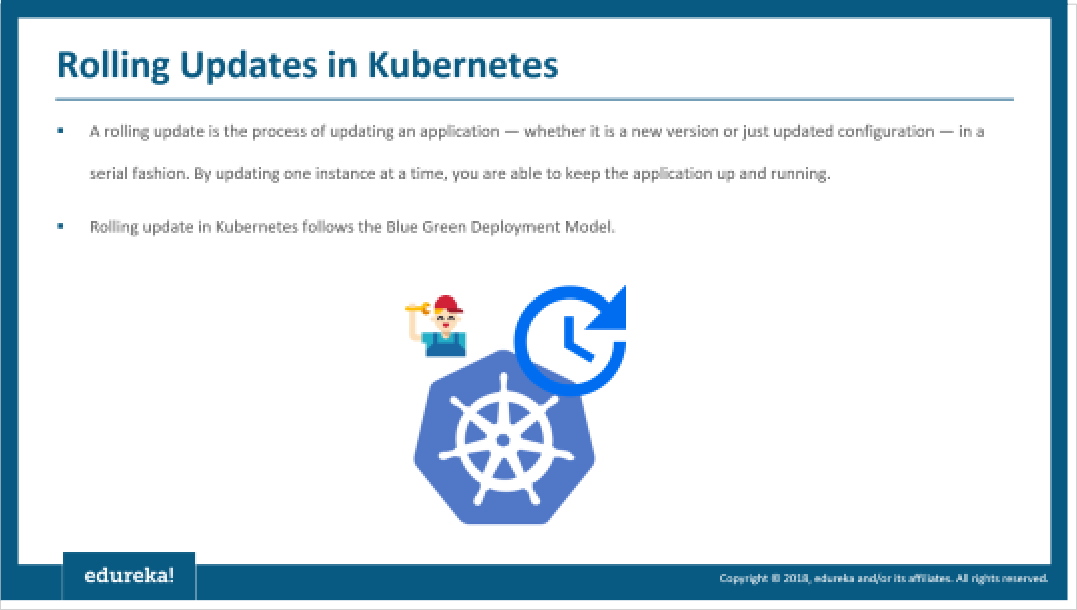 Rolling Updates in Kubernetes
▪ A rolling update is the process of updating an application — whether it is a new version or just updated configuration — in a
serial fashion. By updating one instance at a time, you are able to keep the application up and running.
▪ Rolling update in Kubernetes follows the Blue Green Deployment Model.
edureka!
Copyright © 2018, edureka and/or its affiliates. All rights reserved.